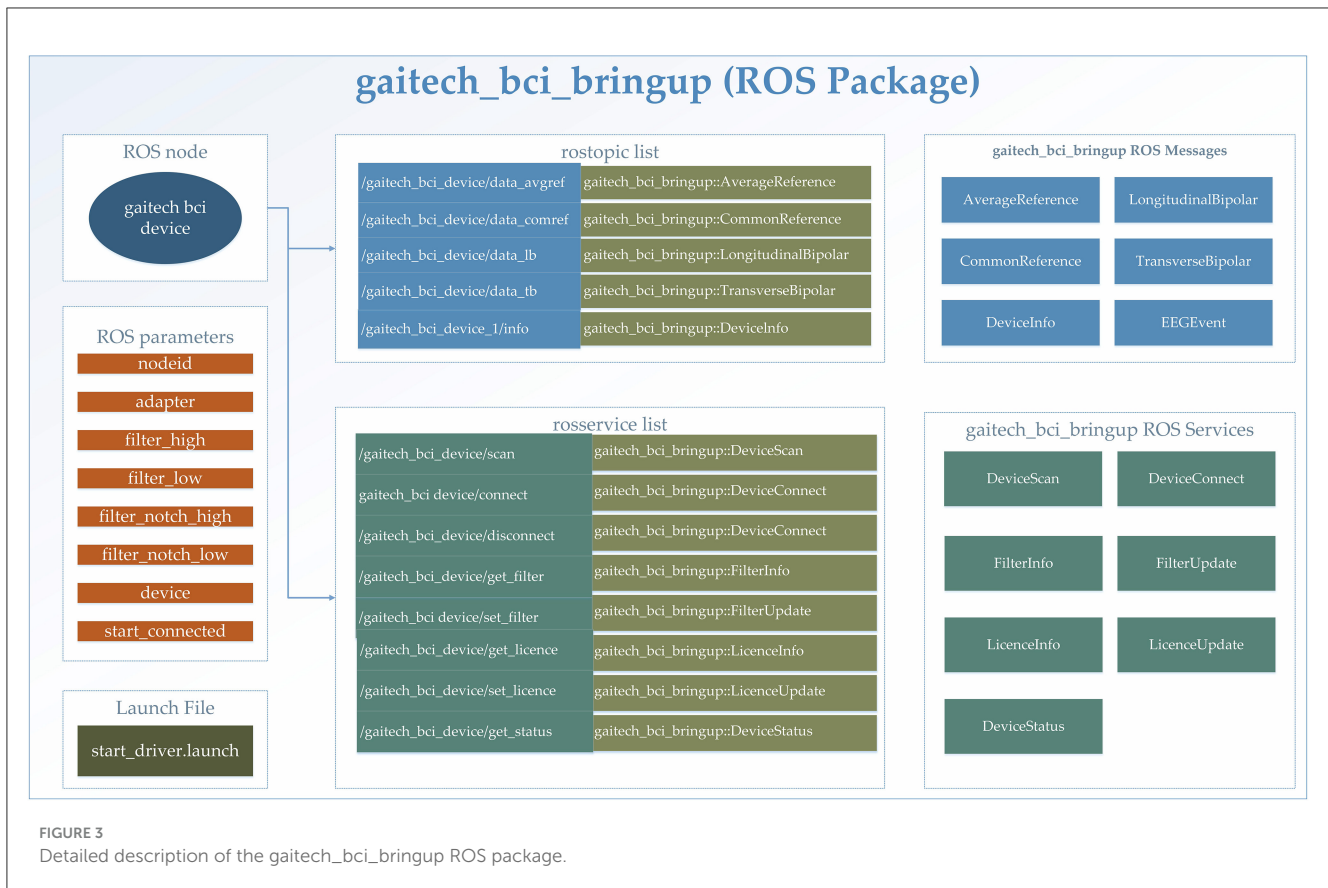 gaitech_bci_bringup (ROS Package)
ROS node
gaitech bci
device
ROS parameters
nodeid
adapter
filter_high
filter_low
filter_notch_high
filter_notch_low
device
start_connected
Launch File
start_driver.launch
rostopic list
/gaitech_bci_device/data_avgref gaitech_bci_bringup::AverageReference
/gaitech_bci_device/data_comref gaitech_bci_bringup::CommonReference
/gaitech_bci_device/data_lb gaitech_bci_bringup::LongitudinalBipolar
/gaitech_bci_device/data_tb gaitech_bci_bringup::TransverseBipolar
/gaitech_bci_device_1/info gaitech_bci_bringup::DeviceInfo
rosservice list
/gaitech_bci_device/scan gaitech_bci_bringup::DeviceScan
gaitech_bci device/connect gaitech_bci_bringup::DeviceConnect
/gaitech_bci_device/disconnect gaitech_bci_bringup::DeviceConnect
/gaitech_bci_device/get_filter gaitech_bci_bringup::FilterInfo
/gaitech_bci device/set_filter gaitech_bci_bringup::FilterUpdate
/gaitech_bci_device/get_licence gaitech_bci_bringup::LicenceInfo
/gaitech_bci_device/set_licence gaitech_bci_bringup::LicenceUpdate
/gaitech_bci_device/get_status gaitech_bci_bringup::DeviceStatus
gaitech_bci_bringup ROS Messages
AverageReference LongitudinalBipolar
CommonReference TransverseBipolar
DeviceInfo EEGEvent
gaitech_bci_bringup ROS Services
DeviceScan DeviceConnect
FilterInfo FilterUpdate
LicenceInfo LicenceUpdate
DeviceStatus
FIGURE 3
Detailed description of the gaitech_bci_bringup ROS package.